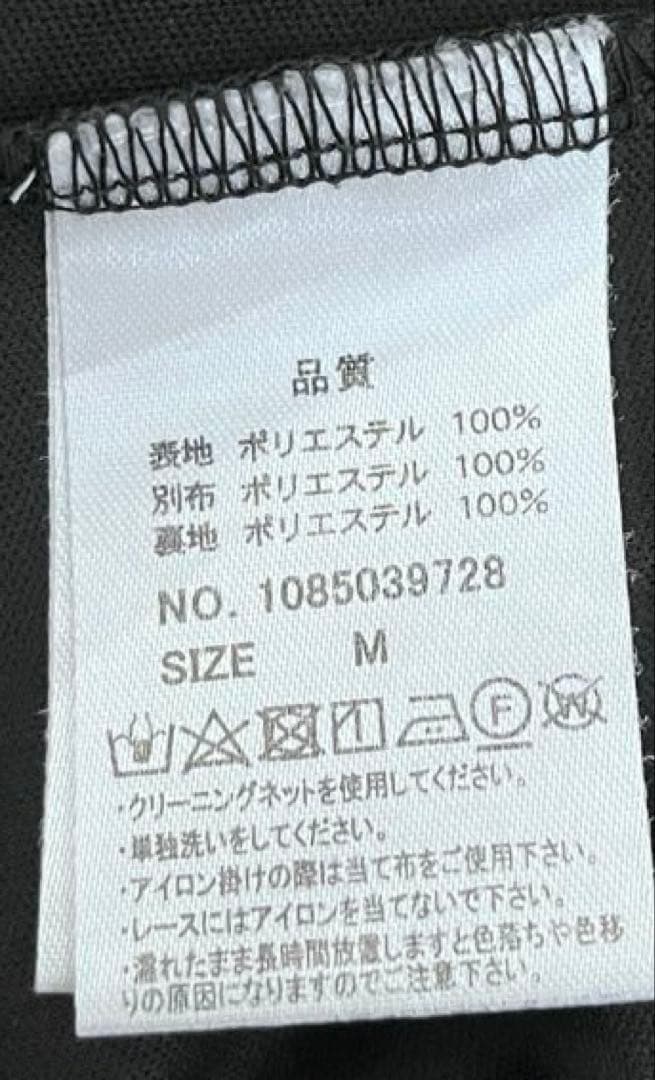 品質
表地 ポリエステル 100%
別布 ポリエステル 100%
裏地 ポリエステル 100%
NO. 1085039728
SIZE M
F W
・クリーニングネットを使用してください。
・単独洗いをしてください。
・アイロン掛けの際は当て布をご使用下さい。
・レースにはアイロンを当てないで下さい。
・濡れたまま長時間放置しますと色落ちや色移
りの原因になりますのでご注意下さい。